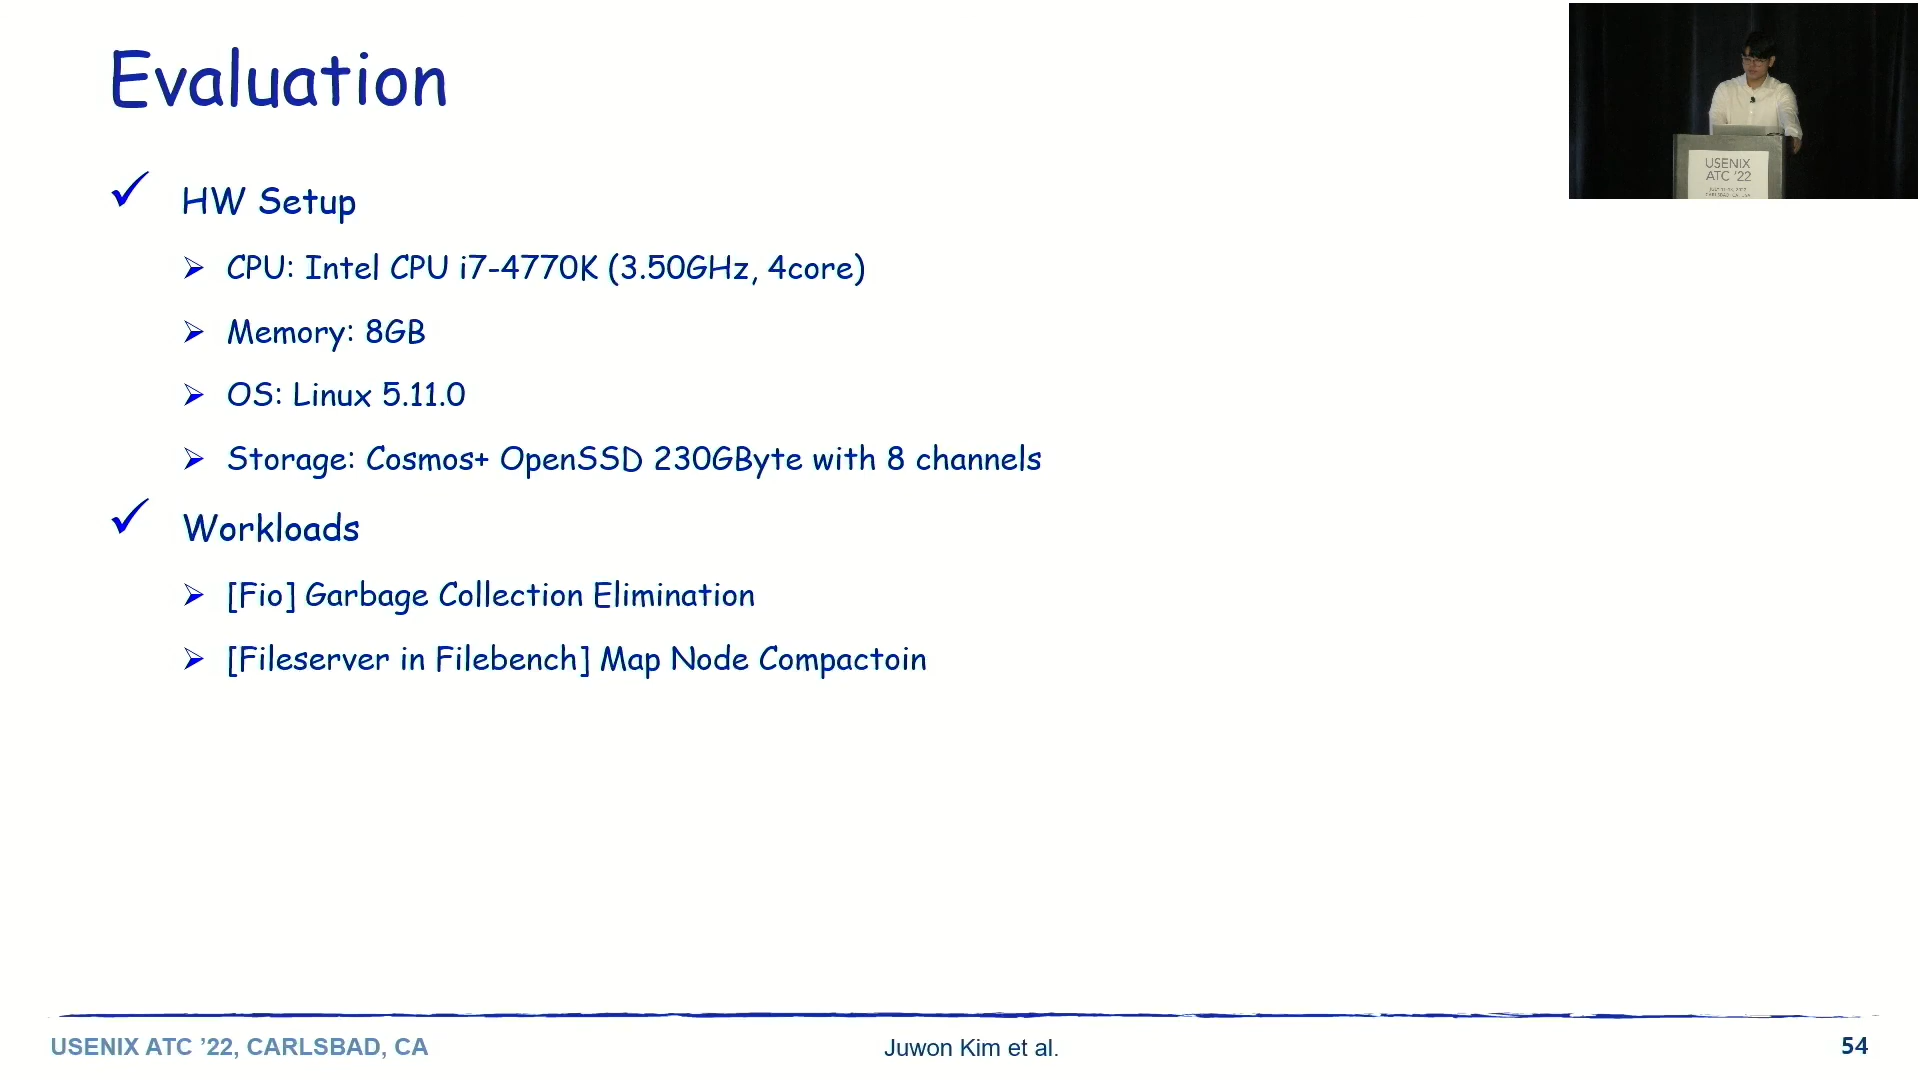 Evaluation
USENIX
ATC '22
✓ HW Setup
➢ CPU: Intel CPU i7-4770K (3.50GHz, 4core)
➢ Memory: 8GB
➢ OS: Linux 5.11.0
➢ Storage: Cosmos+ OpenSSD 230GByte with 8 channels
✓ Workloads
➢ [Fio] Garbage Collection Elimination
➢ [Fileserver in Filebench] Map Node Compactoin
USENIX ATC ’22, CARLSBAD, CA
Juwon Kim et al.
54